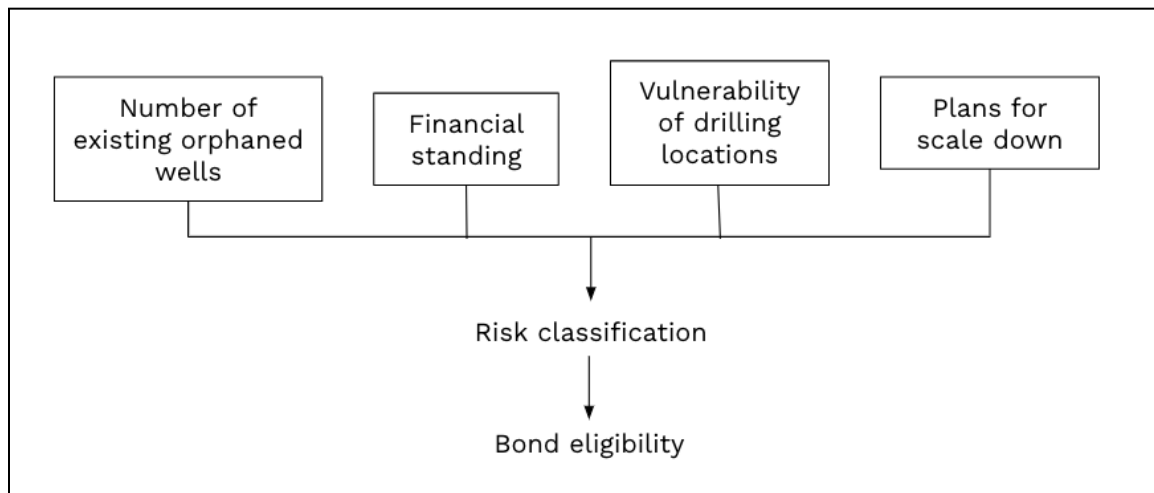 Number of
existing orphaned
wells
Financial
standing
Vulnerability
of drilling
locations
Plans for
scale down
Risk classification
Bond eligibility